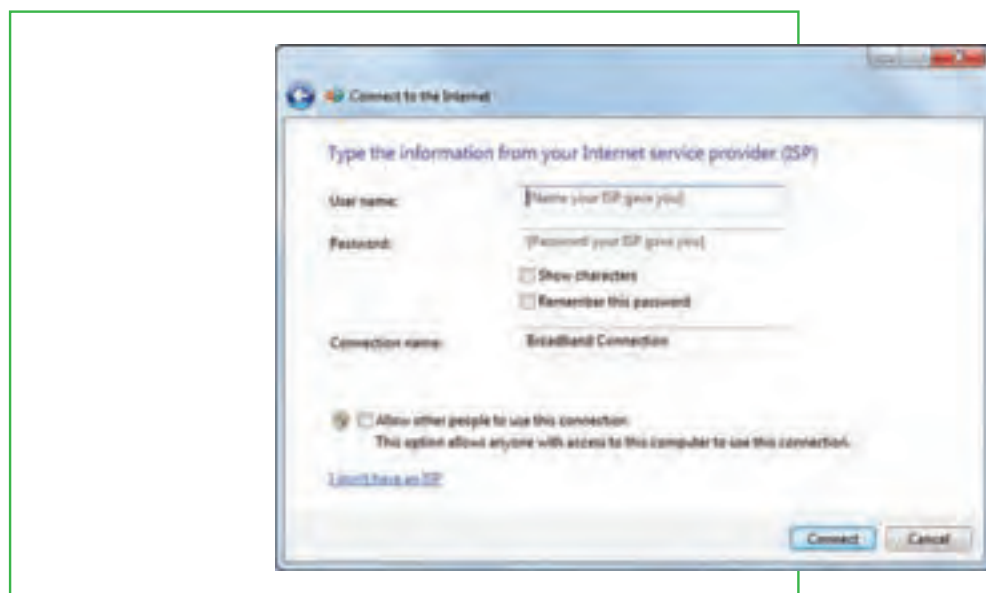 Connect to the Internet
Type the information from your Internet service provider (ISP)
User name: [Name your ISP gave you]
Password: [Password your ISP gave you]
Show characters
Remember this password
Connection name: Broadband Connection
Allow other people to use this connection
This option allows anyone with access to this computer to use this connection.
I don't have an ISP
Connect Cancel